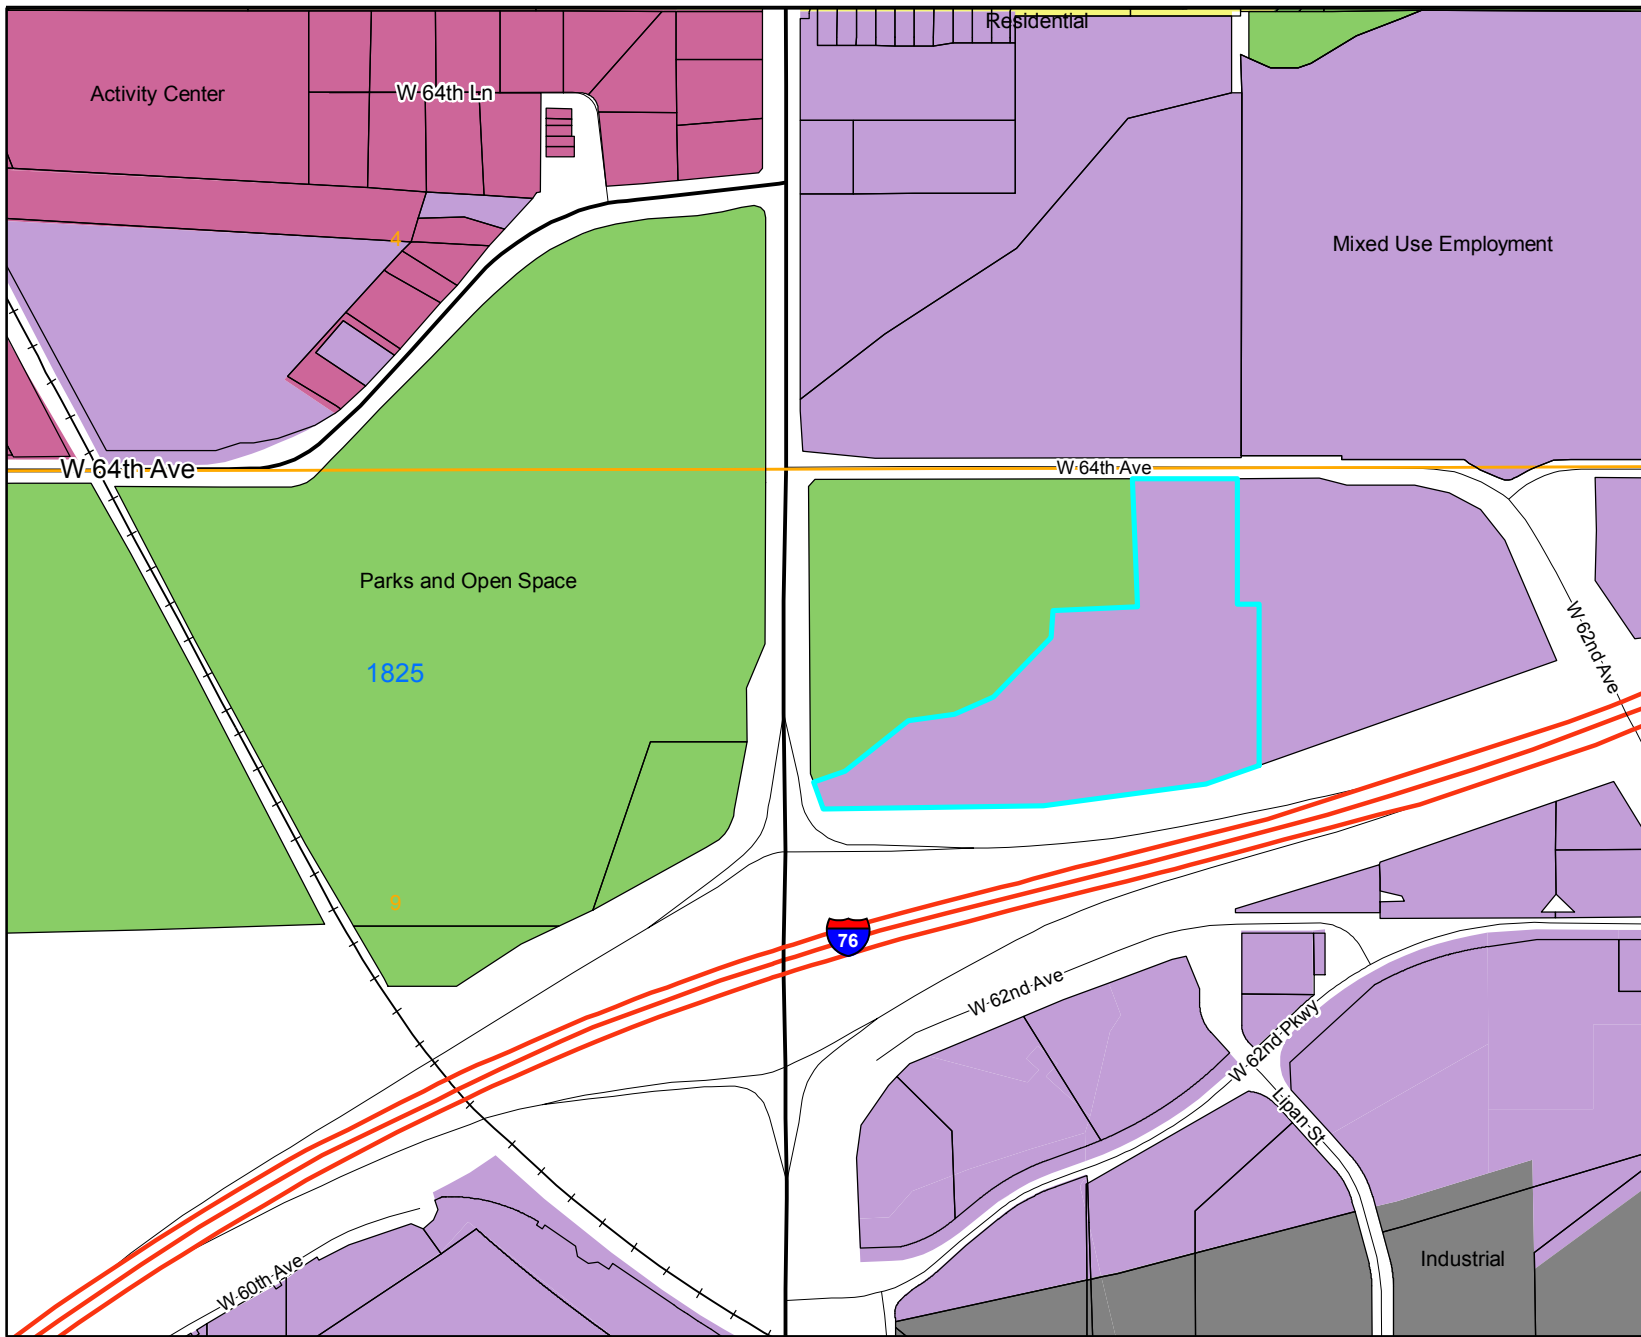 Residential
Activity Center
W 64th Ln
4
Mixed Use Employment
W 64th Ave
W 64th Ave
Parks and Open Space
W 62nd Ave
1825
9
76
W 62nd Ave
W 62nd Pkwy
Lipan St
Industrial
W 60th Ave